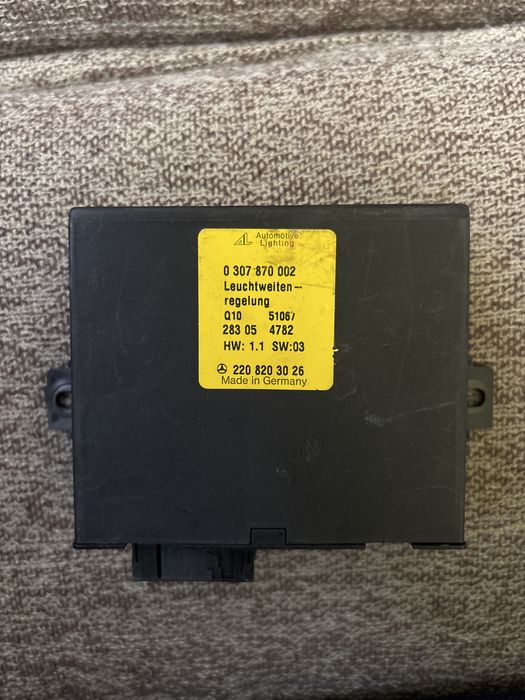 AL Automotive
Lighting
0 307 870 002
Leuchtweiten-
regelung
Q10 51067
283 05 4782
HW: 1.1 SW:03
220 820 30 26
Made in Germany